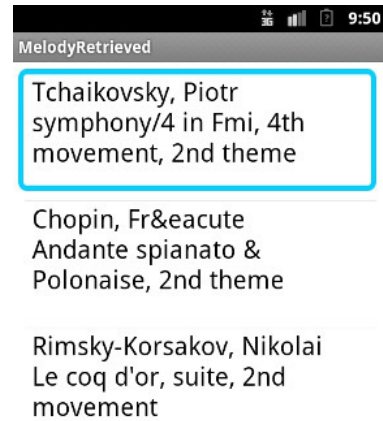 3G 9:50
MelodyRetrieved
Tchaikovsky, Piotr
symphony/4 in Fmi, 4th
movement, 2nd theme
Chopin, Fr&eacute
Andante spianato &
Polonaise, 2nd theme
Rimsky-Korsakov, Nikolai
Le coq d'or, suite, 2nd
movement